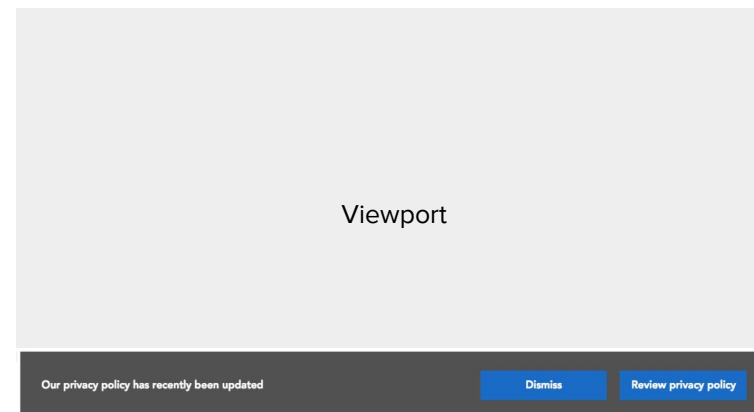 Viewport
Our privacy policy has recently been updated
Dismiss
Review privacy policy